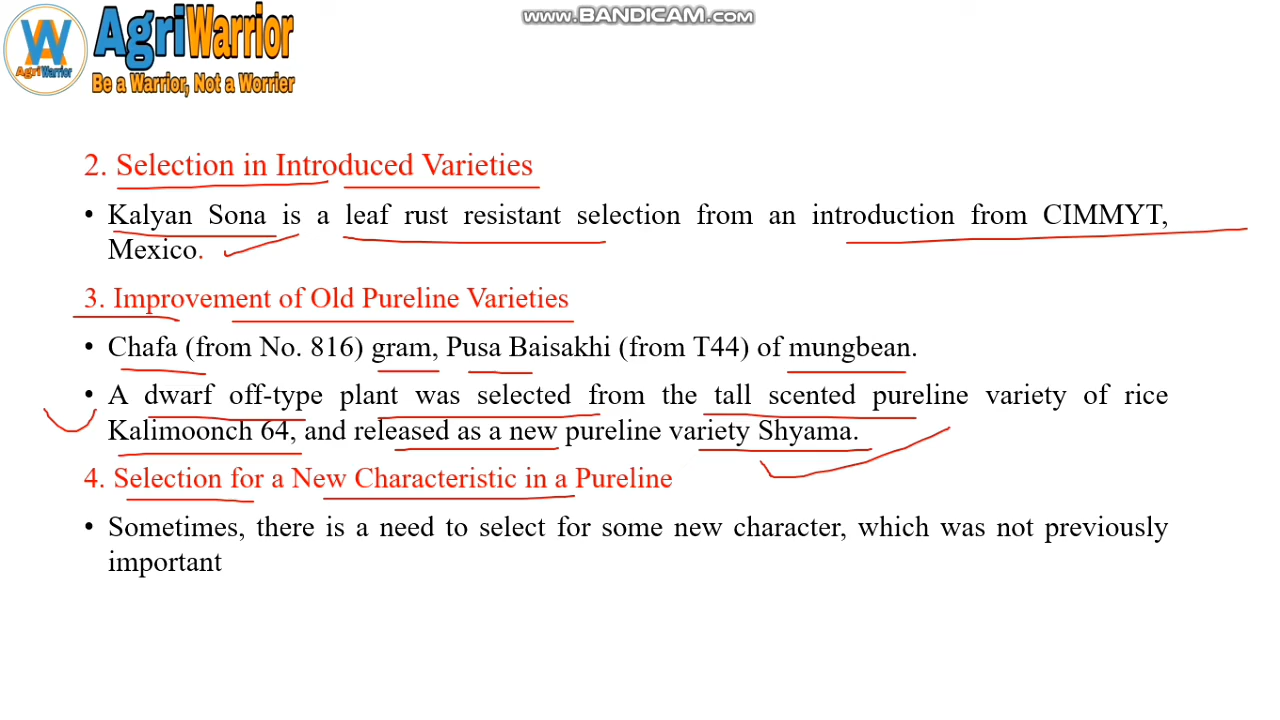 www.BANDICAM.com
AgriWarrior
AgriWarrior
Be a Warrior, Not a Worrier
2. Selection in Introduced Varieties
• Kalyan Sona is a leaf rust resistant selection from an introduction from CIMMYT,
Mexico.
3. Improvement of Old Pureline Varieties
• Chafa (from No. 816) gram, Pusa Baisakhi (from T44) of mungbean.
• A dwarf off-type plant was selected from the tall scented pureline variety of rice
Kalimoonch 64, and released as a new pureline variety Shyama.
4. Selection for a New Characteristic in a Pureline
• Sometimes, there is a need to select for some new character, which was not previously
important